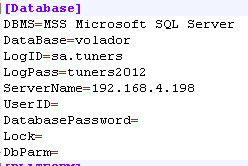 [Database]
DBMS=MSS Microsoft SQL Server
DataBase=volador
LogID=sa.tuners
LogPass=tuners2012
ServerName=192.168.4.198
UserID=
DatabasePassword=
Lock=
DbParm=